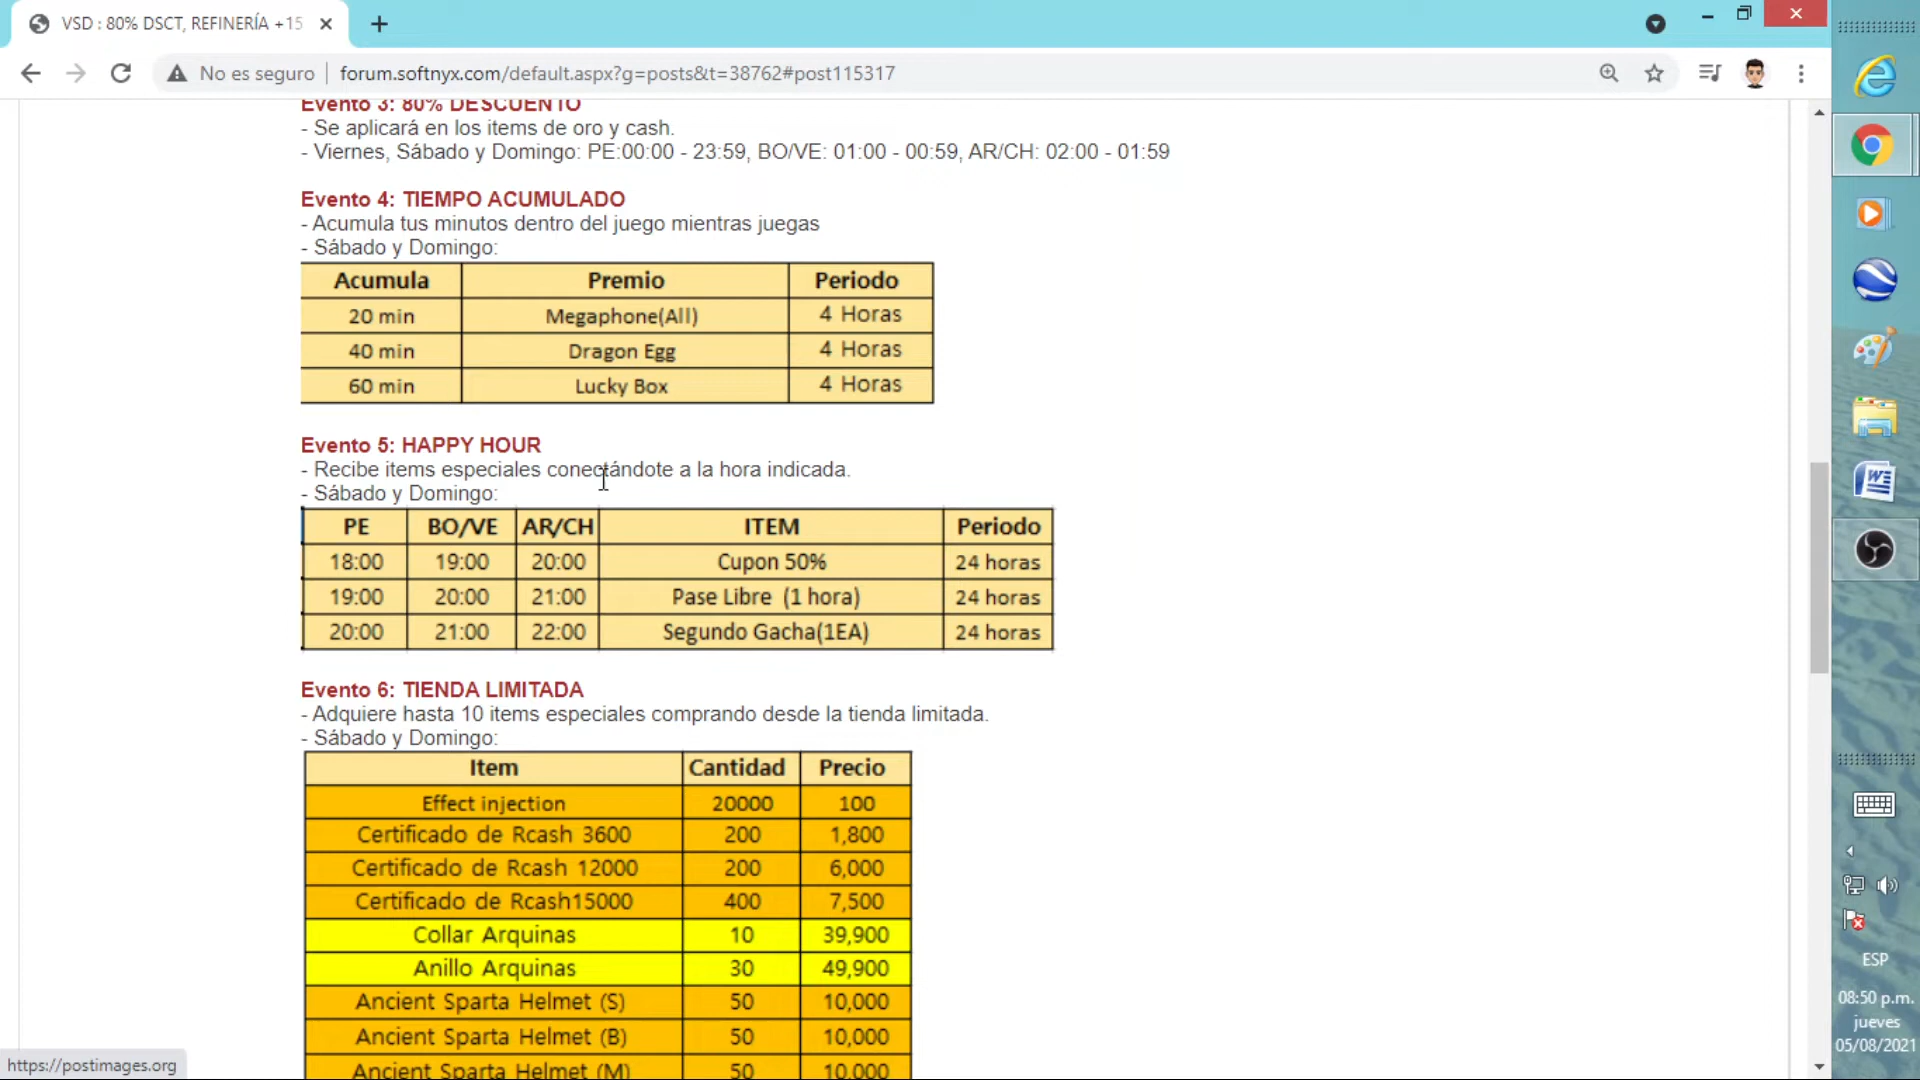 VSD : 80% DSCT, REFINERÍA +15
No es seguro
forum.softnyx.com/default.aspx?g=posts&t=38762#post115317
Evento 3: 80% DESCUENTO
- Se aplicará en los items de oro y cash.
- Viernes, Sábado y Domingo: PE:00:00 - 23:59, BO/VE: 01:00 - 00:59, AR/CH: 02:00 - 01:59
Evento 4: TIEMPO ACUMULADO
- Acumula tus minutos dentro del juego mientras juegas
- Sábado y Domingo:
Acumula Premio Periodo
20 min Megaphone(All) 4 Horas
40 min Dragon Egg 4 Horas
60 min Lucky Box 4 Horas
Evento 5: HAPPY HOUR
- Recibe items especiales conectándote a la hora indicada.
- Sábado y Domingo:
PE BO/VE AR/CH ITEM Periodo
18:00 19:00 20:00 Cupon 50% 24 horas
19:00 20:00 21:00 Pase Libre (1 hora) 24 horas
20:00 21:00 22:00 Segundo Gacha(1EA) 24 horas
Evento 6: TIENDA LIMITADA
- Adquiere hasta 10 items especiales comprando desde la tienda limitada.
- Sábado y Domingo:
Item Cantidad Precio
Effect injection 20000 100
Certificado de Rcash 3600 200 1,800
Certificado de Rcash 12000 200 6,000
Certificado de Rcash15000 400 7,500
Collar Arquinas 10 39,900
Anillo Arquinas 30 49,900
Ancient Sparta Helmet (S) 50 10,000
Ancient Sparta Helmet (B) 50 10,000
Ancient Sparta Helmet (M) 50 10,000
https://postimages.org
ESP
08:50 p.m.
jueves
05/08/2021